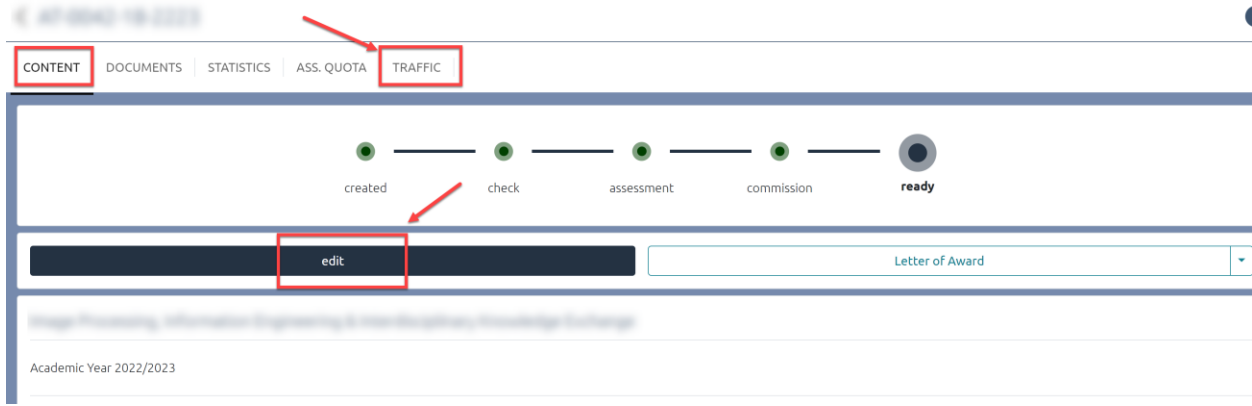 CONTENT DOCUMENTS STATISTICS ASS. QUOTA TRAFFIC
created check assessment commission ready
edit Letter of Award
Academic Year 2022/2023